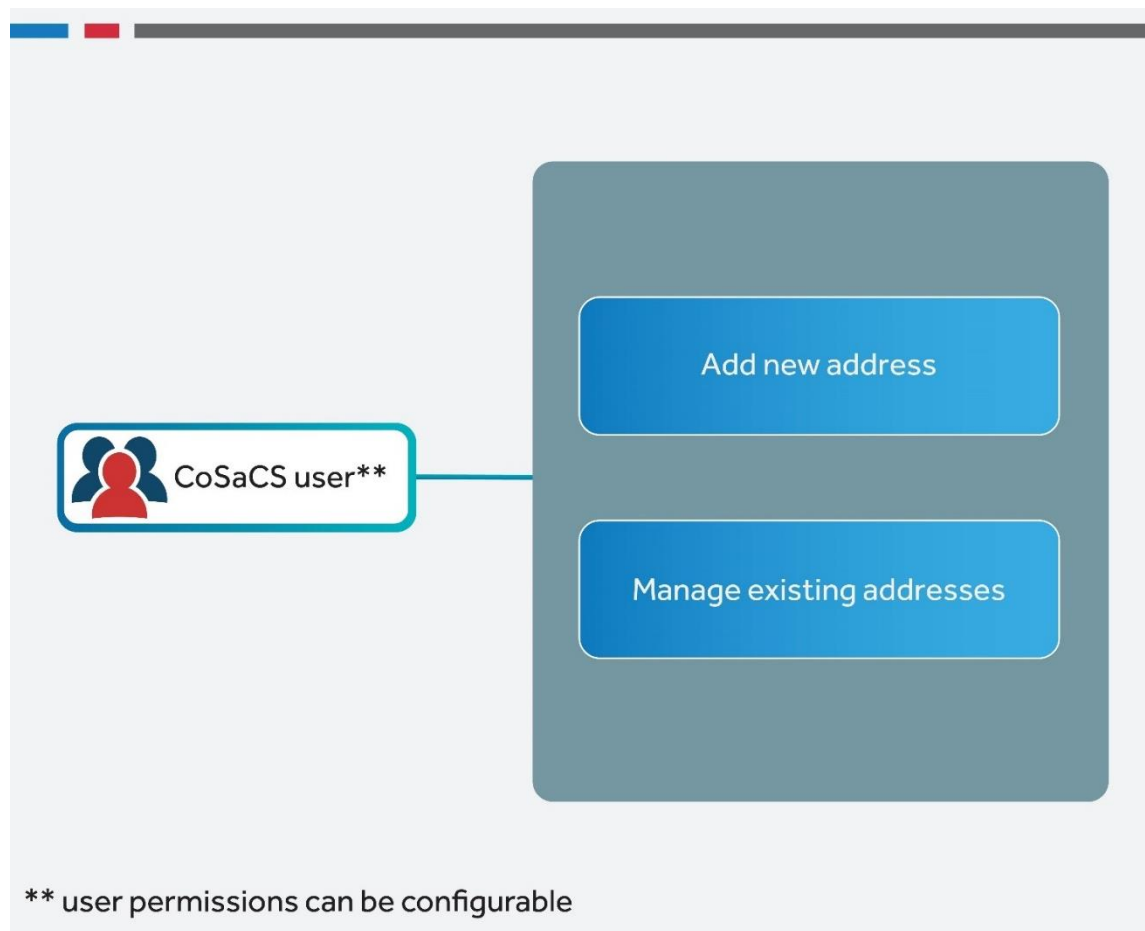 Add new address
CoSaCS user**
Manage existing addresses
** user permissions can be configurable